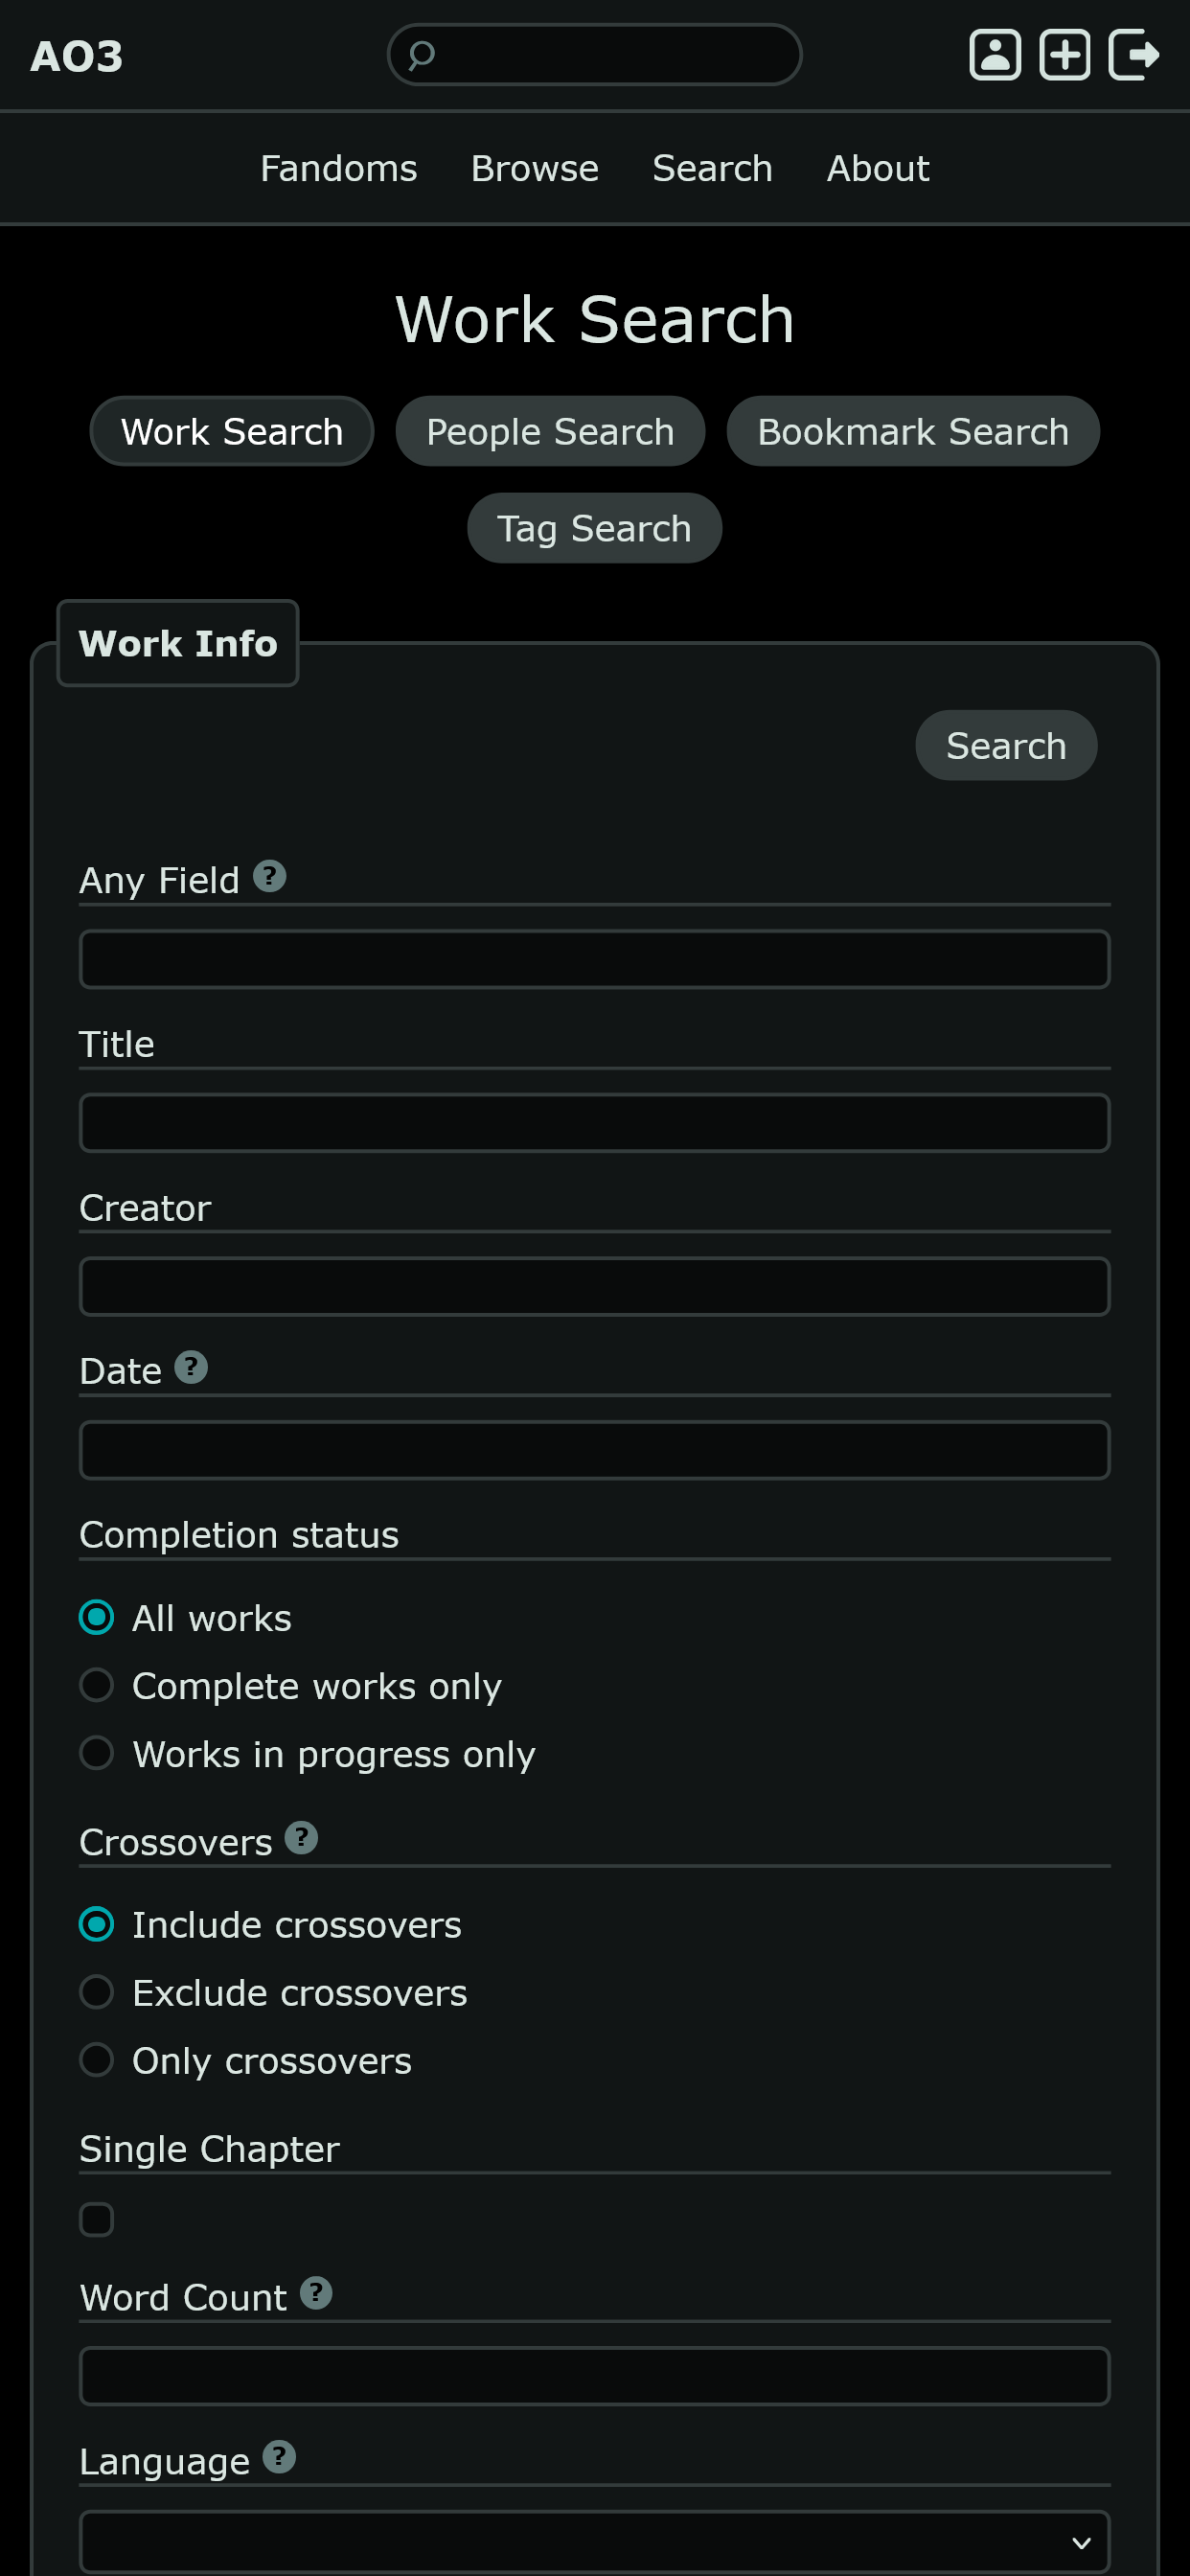 AO3
Fandoms Browse Search About
Work Search
Work Search People Search Bookmark Search
Tag Search
Work Info
Search
Any Field ?
Title
Creator
Date ?
Completion status
All works
Complete works only
Works in progress only
Crossovers ?
Include crossovers
Exclude crossovers
Only crossovers
Single Chapter
Word Count ?
Language ?